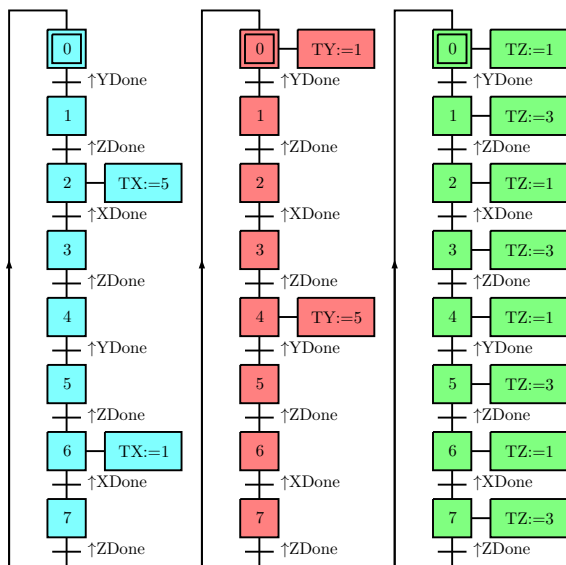 0 0 TY:=1 0 TZ:=1
↑YDone ↑YDone ↑YDone
1 1 1 TZ:=3
↑ZDone ↑ZDone ↑ZDone
2 TX:=5 2 2 TZ:=1
↑XDone ↑XDone ↑XDone
3 3 3 TZ:=3
↑ZDone ↑ZDone ↑ZDone
4 4 TY:=5 4 TZ:=1
↑YDone ↑YDone ↑YDone
5 5 5 TZ:=3
↑ZDone ↑ZDone ↑ZDone
6 TX:=1 6 6 TZ:=1
↑XDone ↑XDone ↑XDone
7 7 7 TZ:=3
↑ZDone ↑ZDone ↑ZDone